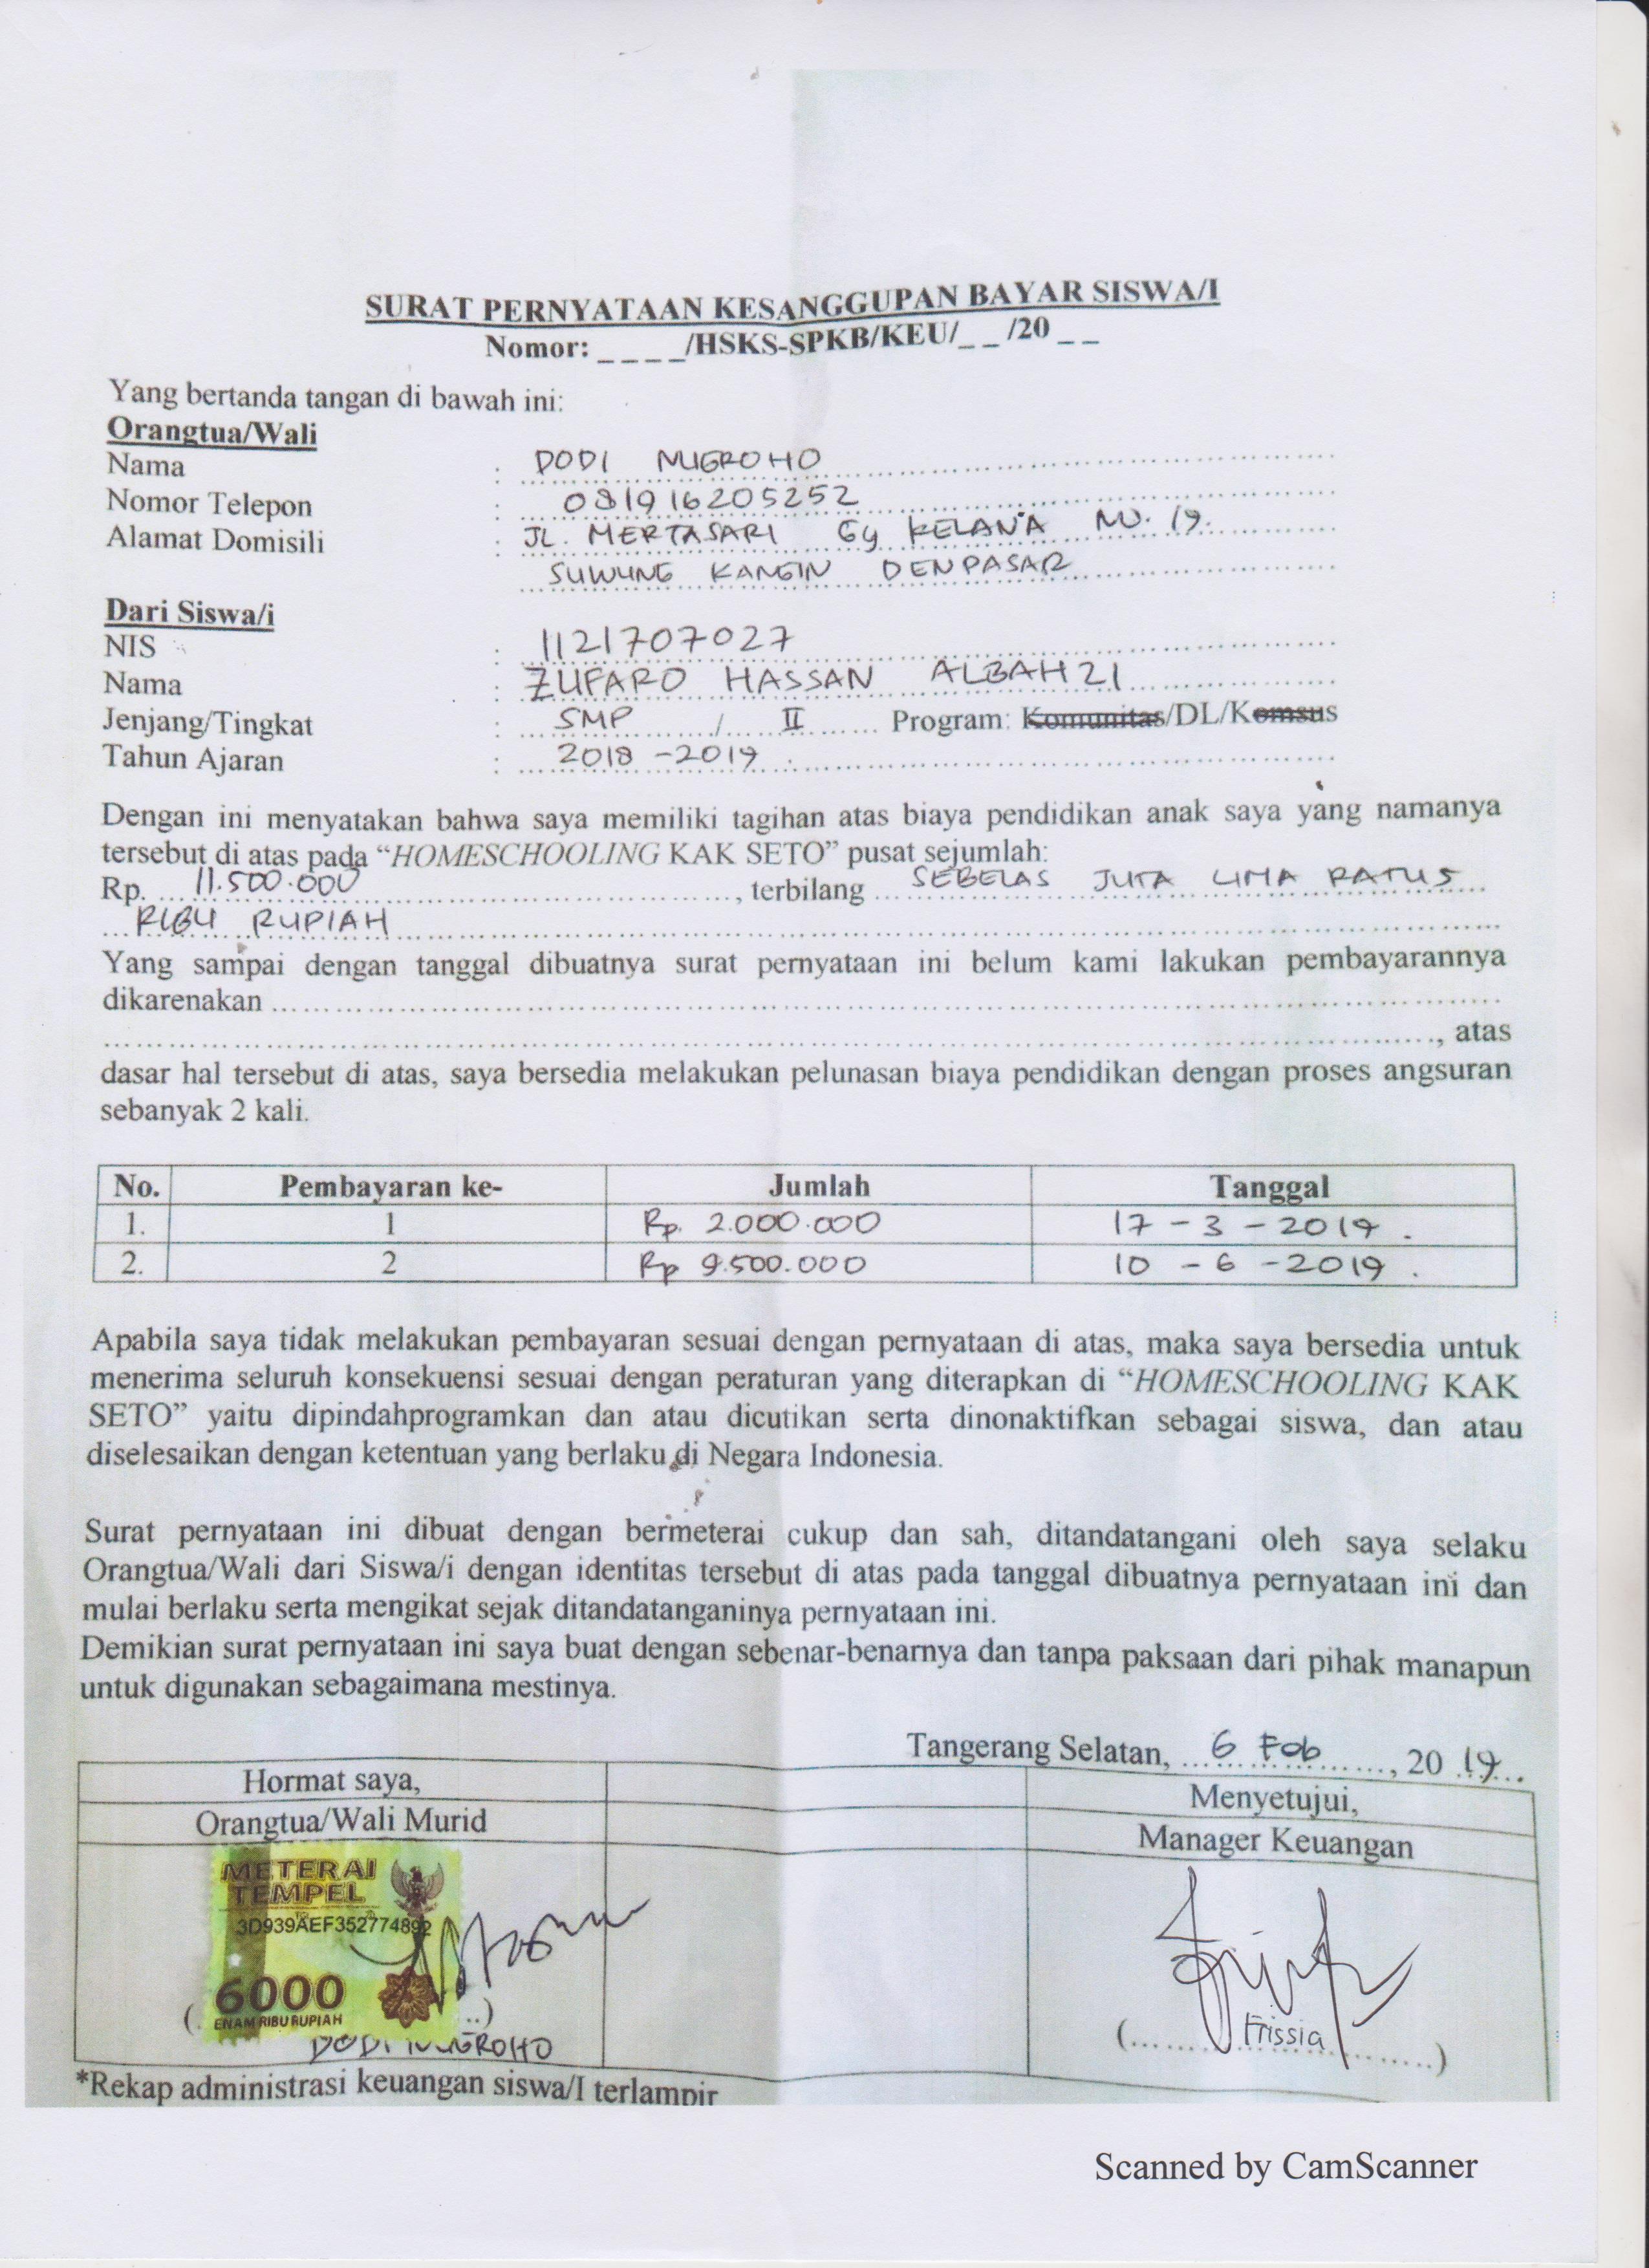 SURAT PERNYATAAN KESANGGUPAN BAYAR SISWA/I
Nomor: _ _ _ _/HSKS-SPKB/KEU/_ _ /20 _ _
Yang bertanda tangan di bawah ini:
Orangtua/Wali
Nama : DODI NUGROHO
Nomor Telepon : 081916205252
Alamat Domisili : JL. MERTASARI Gg KELANA NO. 19.
SUWUNG KANGIN DENPASAR
Dari Siswa/i
NIS : 1121707027
Nama : ZUFARO HASSAN ALBAHZI
Jenjang/Tingkat : SMP / II Program: Komunitas/DL/Komsus
Tahun Ajaran : 2018 - 2019
Dengan ini menyatakan bahwa saya memiliki tagihan atas biaya pendidikan anak saya yang namanya
tersebut di atas pada “HOMESCHOOLING KAK SETO” pusat sejumlah:
Rp. 11.500.000, terbilang SEBELAS JUTA LIMA RATUS
RIBU RUPIAH
Yang sampai dengan tanggal dibuatnya surat pernyataan ini belum kami lakukan pembayarannya
dikarenakan ..........
.........., atas
dasar hal tersebut di atas, saya bersedia melakukan pelunasan biaya pendidikan dengan proses angsuran
sebanyak 2 kali.
No. Pembayaran ke- Jumlah Tanggal
1. 1 Rp. 2.000.000 17 - 3 - 2019.
2. 2 Rp 9.500.000 10 - 6 - 2019.
Apabila saya tidak melakukan pembayaran sesuai dengan pernyataan di atas, maka saya bersedia untuk
menerima seluruh konsekuensi sesuai dengan peraturan yang diterapkan di “HOMESCHOOLING KAK
SETO” yaitu dipindahprogramkan dan atau dicutikan serta dinonaktifkan sebagai siswa, dan atau
diselesaikan dengan ketentuan yang berlaku di Negara Indonesia.
Surat pernyataan ini dibuat dengan bermeterai cukup dan sah, ditandatangani oleh saya selaku
Orangtua/Wali dari Siswa/i dengan identitas tersebut di atas pada tanggal dibuatnya pernyataan ini dan
mulai berlaku serta mengikat sejak ditandatanganinya pernyataan ini.
Demikian surat pernyataan ini saya buat dengan sebenar-benarnya dan tanpa paksaan dari pihak manapun
untuk digunakan sebagaimana mestinya.
Tangerang Selatan, 6 Feb, 2019
Hormat saya, Menyetujui,
Orangtua/Wali Murid Manager Keuangan
METERAI
TEMPEL
3D939AEF352774892
6000
ENAM RIBU RUPIAH
DODI NUGROHO
(Frissia)
*Rekap administrasi keuangan siswa/I terlampir
Scanned by CamScanner